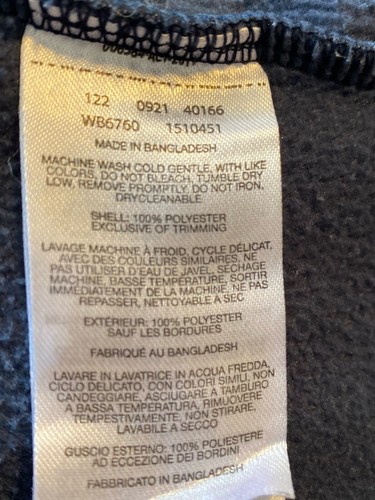 122 0921 40166
WB6760 1510451
MADE IN BANGLADESH
MACHINE WASH COLD GENTLE, WITH LIKE
COLORS, DO NOT BLEACH, TUMBLE DRY
LOW, REMOVE PROMPTLY. DO NOT IRON,
DRYCLEANABLE
SHELL: 100% POLYESTER
EXCLUSIVE OF TRIMMING
LAVAGE MACHINE À FROID, CYCLE DÉLICAT,
AVEC DES COULEURS SIMILAIRES, NE
PAS UTILISER D'EAU DE JAVEL, SÉCHAGE
MACHINE, BASSE TEMPÉRATURE, SORTIR
IMMÉDIATEMENT DE LA MACHINE, NE PAS
REPASSER, NETTOYABLE À SEC
EXTÉRIEUR: 100% POLYESTER
SAUF LES BORDURES
FABRIQUÉ AU BANGLADESH
LAVARE IN LAVATRICE IN ACQUA FREDDA,
CICLO DELICATO, CON COLORI SIMILI, NON
CANDEGGIARE, ASCIUGARE A TAMBURO
A BASSA TEMPERATURA, RIMUOVERE
TEMPESTIVAMENTE, NON STIRARE,
LAVABILE A SECCO
GUSCIO ESTERNO: 100% POLIESTERE
AD ECCEZIONE DEI BORDINI
FABBRICATO IN BANGLADESH